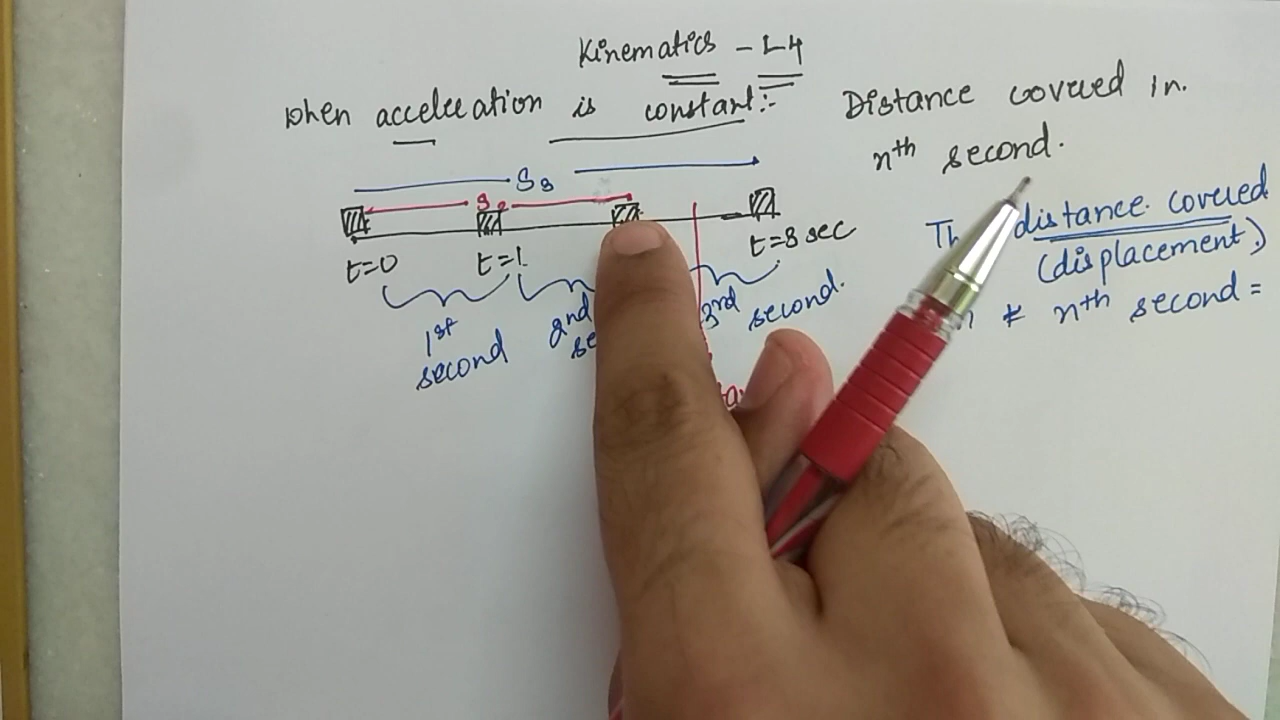 Kinematics - L4
when acceleration is constant:-
Distance covered in
nth second.
S3
S2
t=0
t=1
t=3 sec
1st second
2nd
3rd second.
distance covered
(displacement)
nth second =